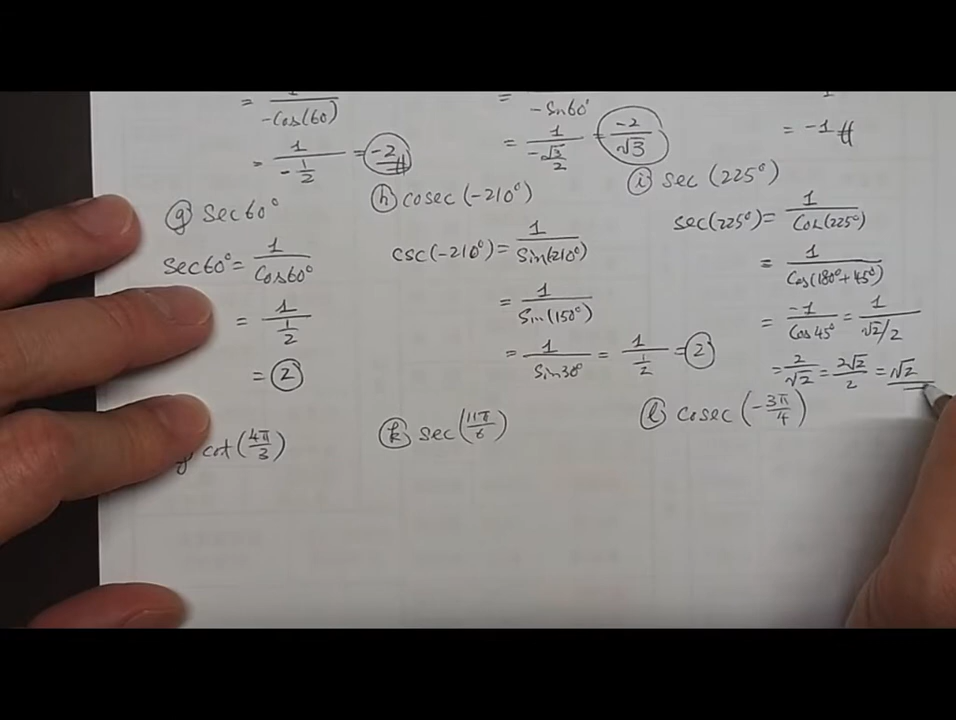 = 1/-Cos(60)
= 1/-1/2 = -2
= /-Sn60°
= 1/-√3/2 = -2/√3
1
= -1 #
g sec60°
sec60° = 1/Cos60°
= 1/1/2
= 2
h cosec (-210°)
csc(-210°) = 1/Sin(210°)
= 1/Sin(150°)
= 1/Sin30° = 1/1/2 = 2
i sec (225°)
sec(225°) = 1/Cos(225°)
= 1/Cos(180°+45°)
= -1/Cos45° = 1/√2/2
= 2/√2 = 2√2/2 = √2
cot(4π/3)
k sec(11π/6)
l cosec (-3π/4)